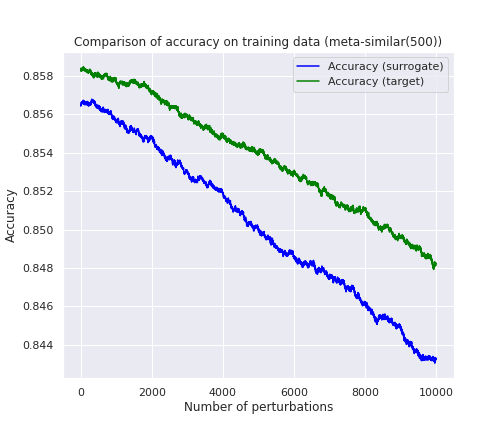 Comparison of accuracy on training data (meta-similar(500))
Accuracy (surrogate)
Accuracy (target)
0.858
0.856
0.854
0.852
0.850
0.848
0.846
0.844
Accuracy
0
2000
4000
6000
8000
10000
Number of perturbations